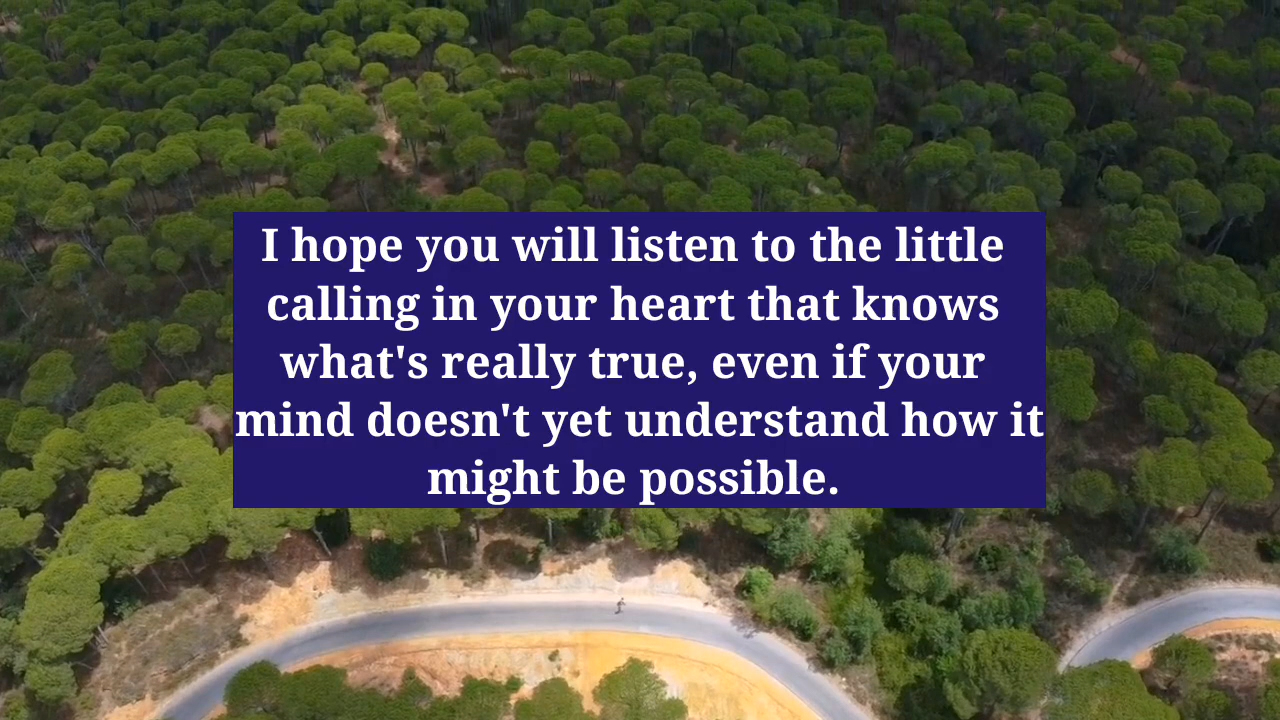 I hope you will listen to the little
calling in your heart that knows
what's really true, even if your
mind doesn't yet understand how it
might be possible.